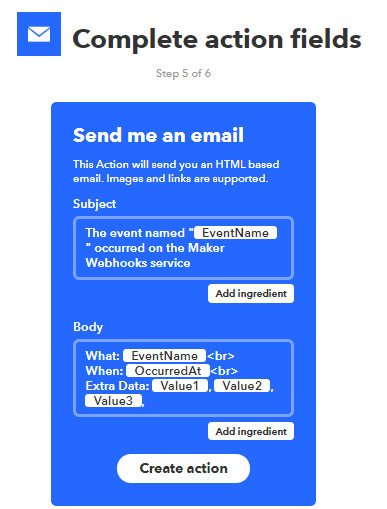 Complete action fields
Step 5 of 6
Send me an email
This Action will send you an HTML based
email. Images and links are supported.
Subject
The event named " EventName
" occurred on the Maker
Webhooks service
Add ingredient
Body
What: EventName <br>
When: OccurredAt <br>
Extra Data: Value1 , Value2 ,
Value3 ,
Add ingredient
Create action